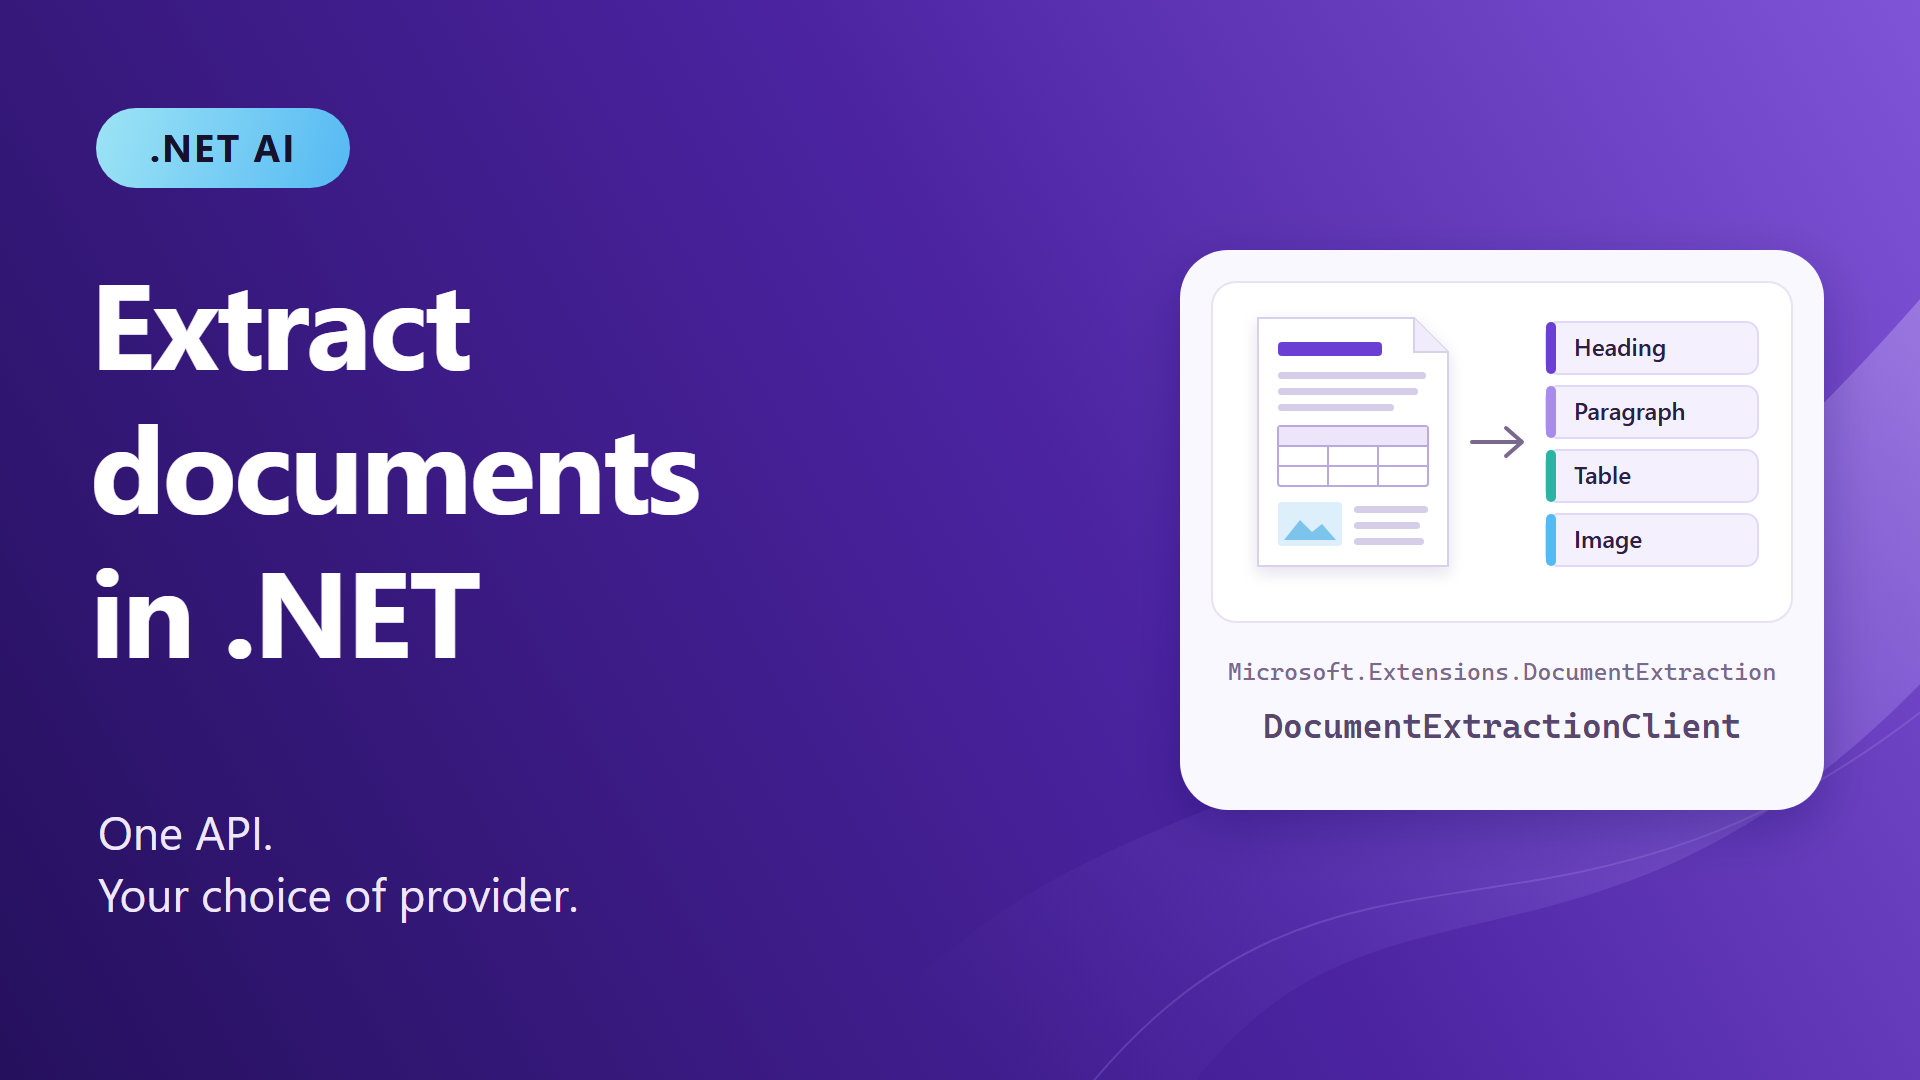 .NET AI
Extract
documents
in .NET
One API.
Your choice of provider.
Heading
Paragraph
Table
Image
Microsoft.Extensions.DocumentExtraction
DocumentExtractionClient